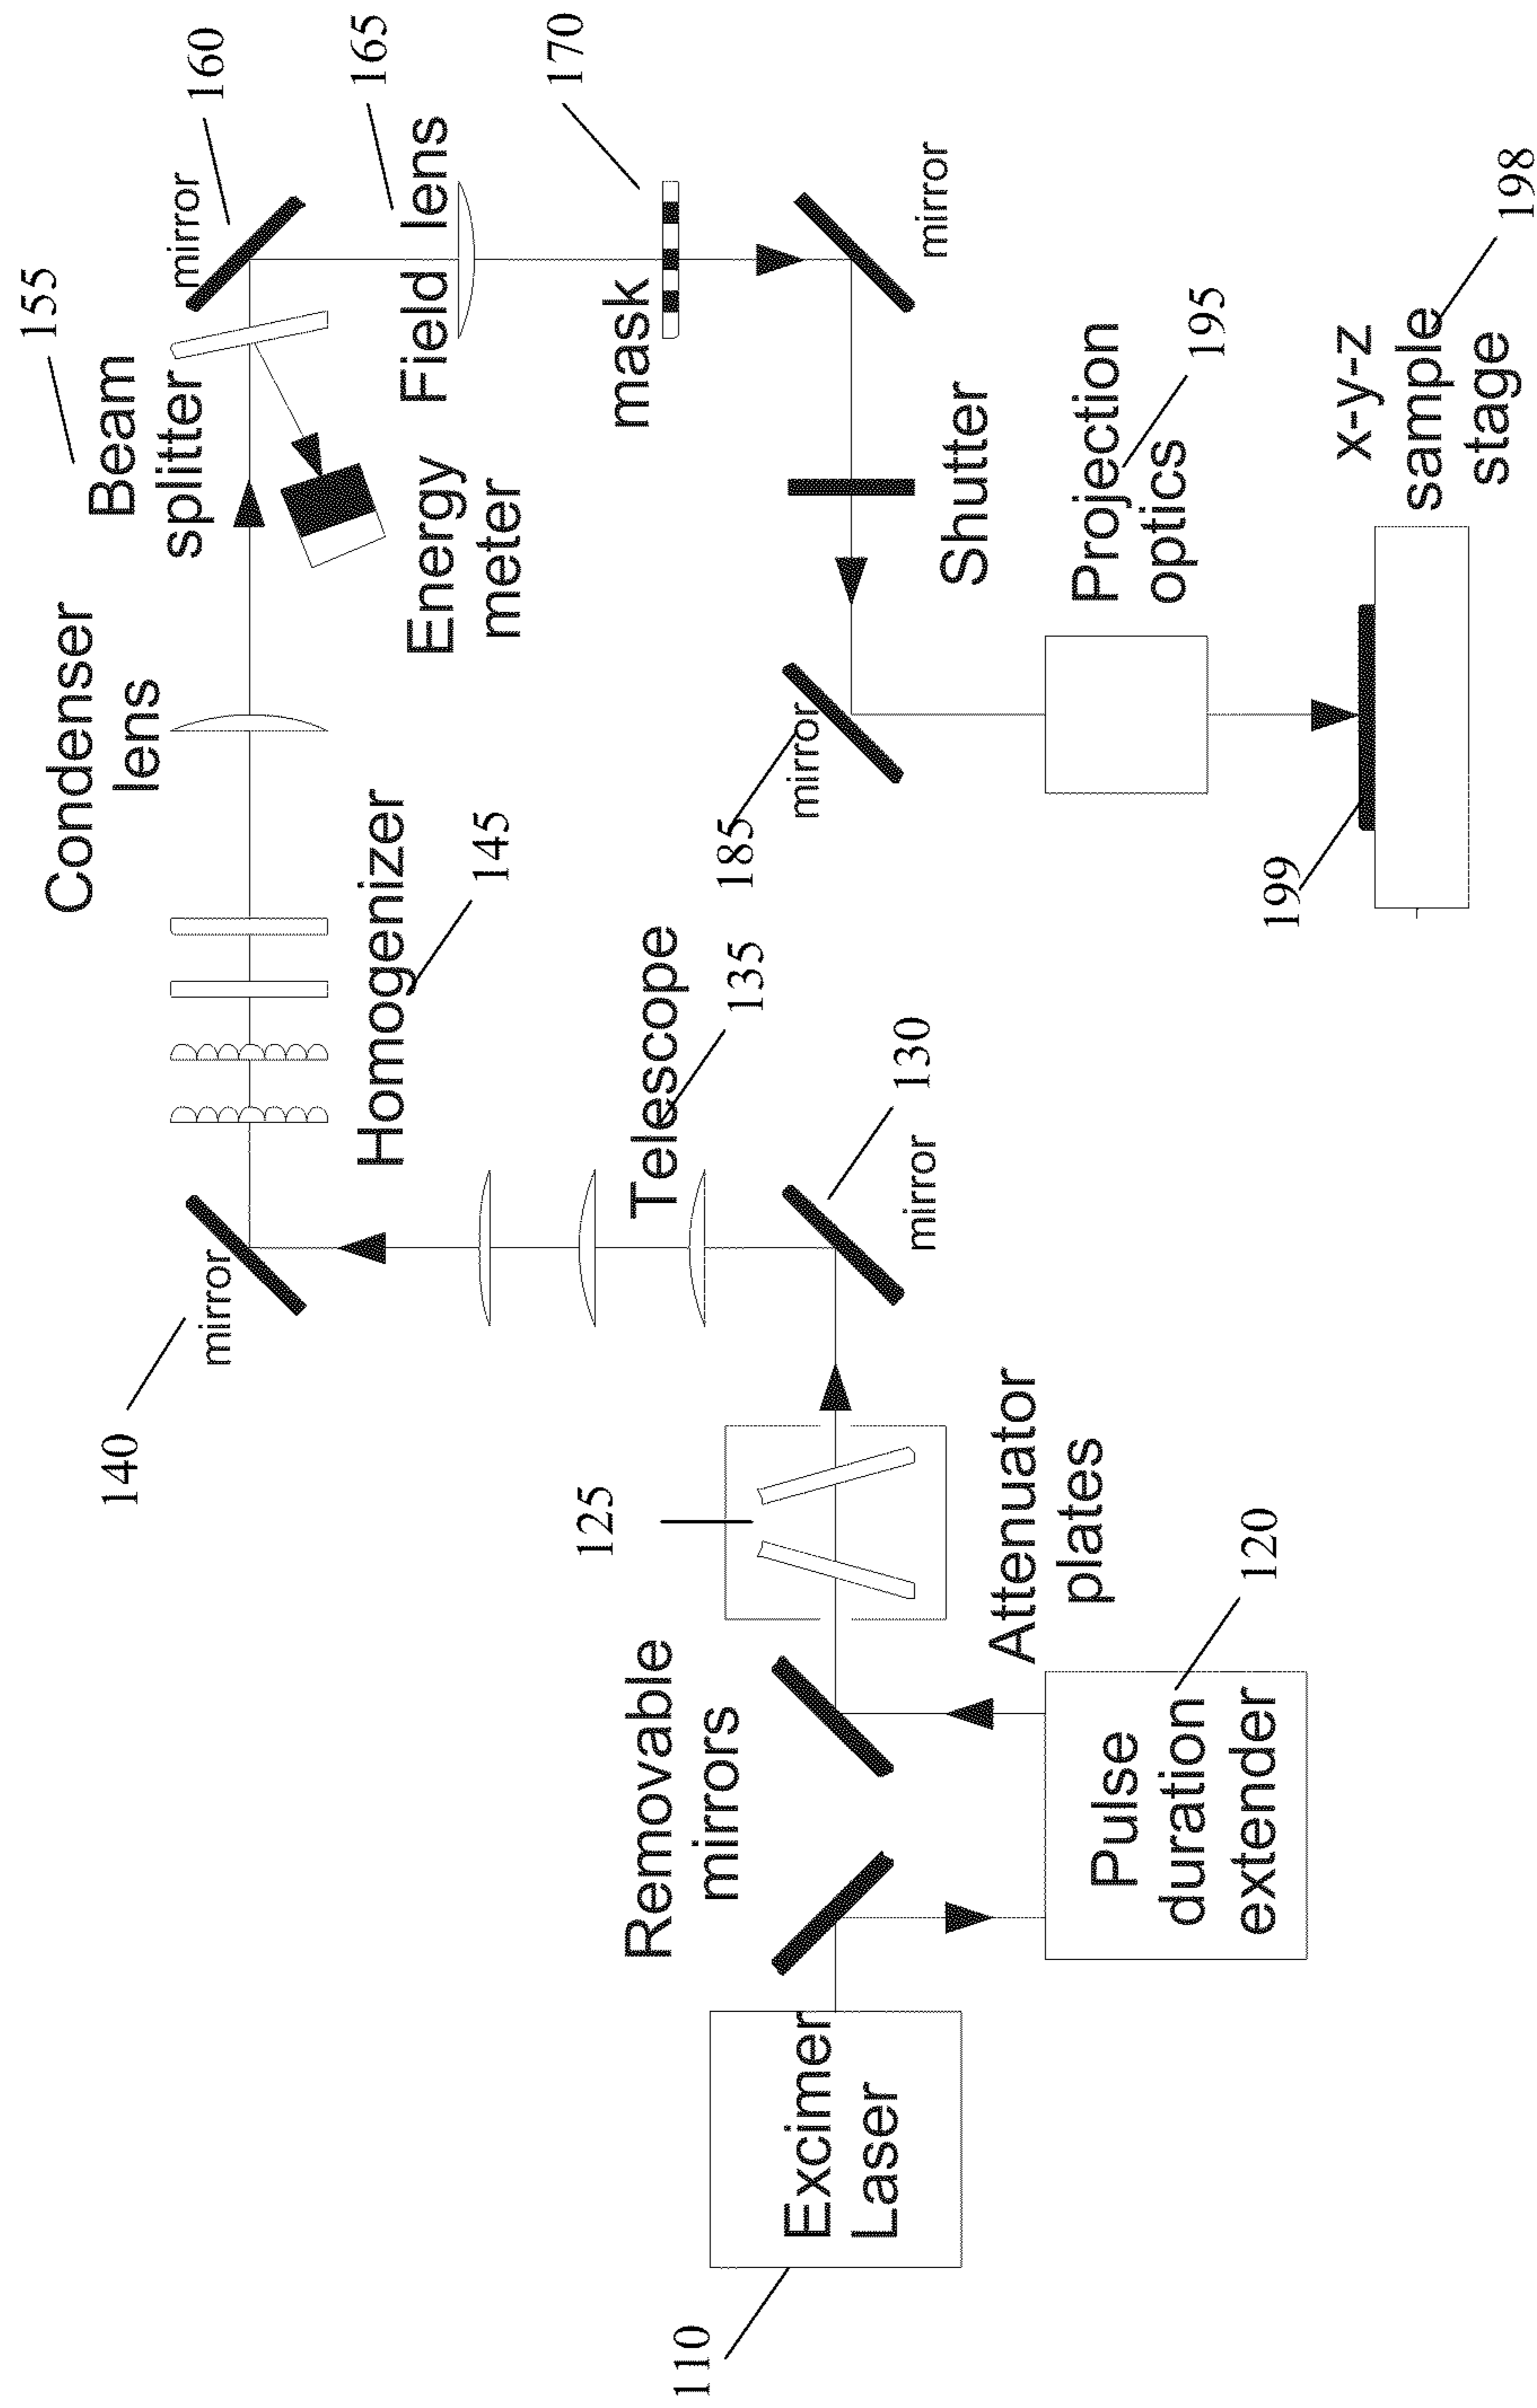 155
160
Beam
splitter
mirror
165
Field lens
170
mask
mirror
Condenser
lens
Energy
meter
Homogenizer
145
140
mirror
Telescope
135
130
mirror
185
mirror
Shutter
Projection
optics
195
x-y-z
sample
stage
198
199
125
Attenuator
plates
Removable
mirrors
Pulse
duration
extender
120
Excimer
Laser
110